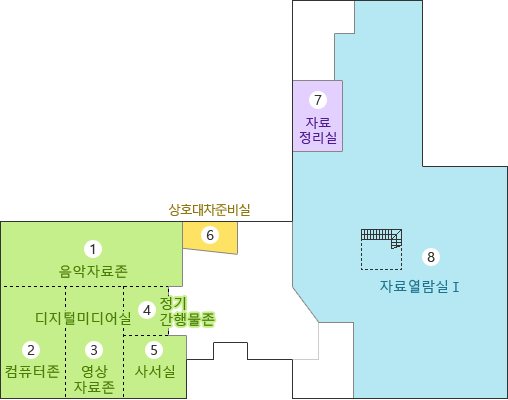 7
자료
정리실
상호대차준비실
6
1
음악자료존
8
자료열람실 I
4
정기
간행물존
디지털미디어실
2
컴퓨터존
3
영상
자료존
5
사서실